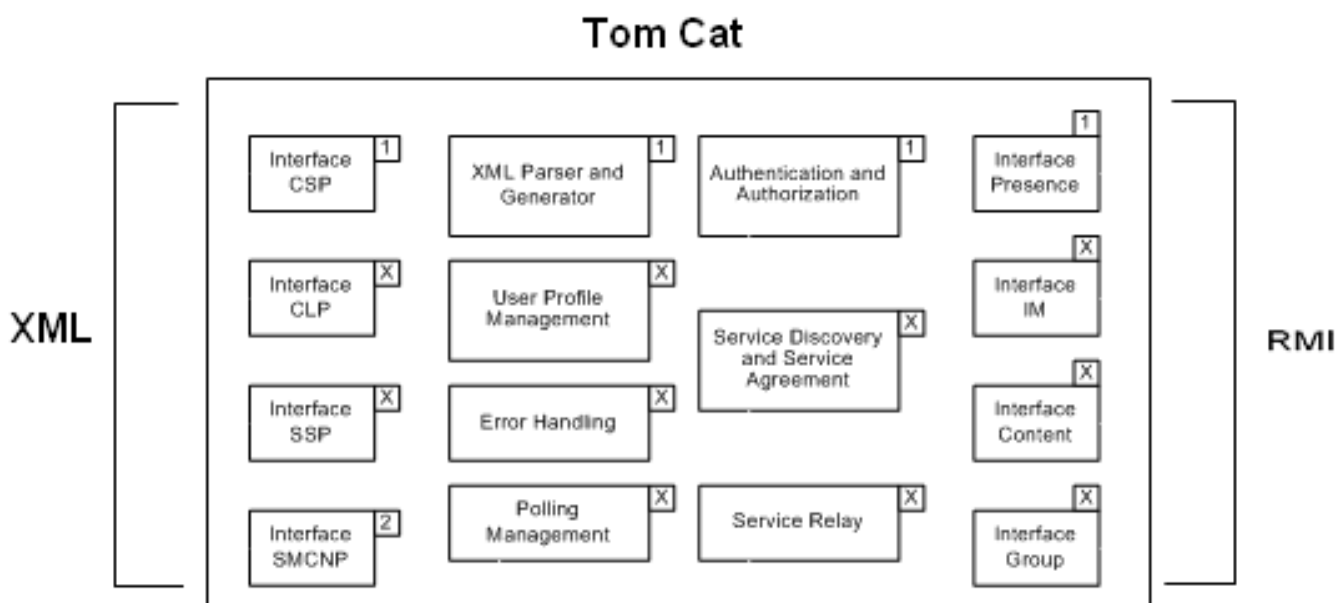 Tom Cat
XML
Interface
CSP
1
Interface
CLP
X
Interface
SSP
X
Interface
SMCNP
2
XML Parser and
Generator
1
User Profile
Management
X
Error Handling
X
Polling
Management
X
Authentication and
Authorization
1
Service Discovery
and Service
Agreement
X
Service Relay
X
1
Interface
Presence
X
Interface
IM
X
Interface
Content
X
Interface
Group
RMI